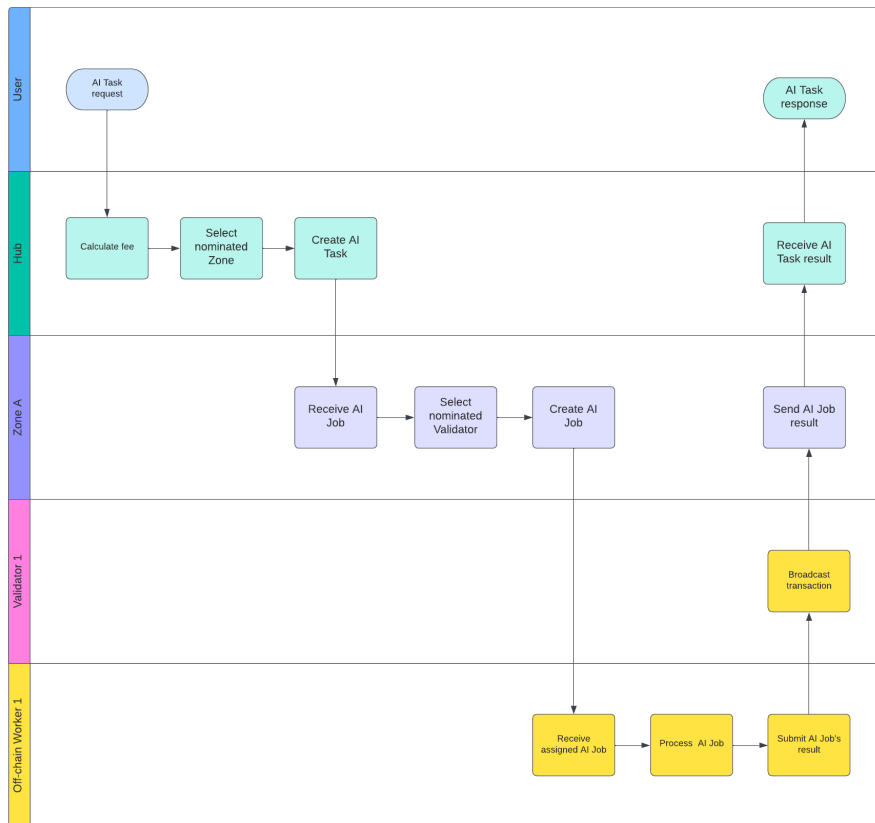 User
AI Task
request
AI Task
response
Hub
Calculate fee
Select
nominated
Zone
Create AI
Task
Receive AI
Task result
Zone A
Receive AI
Job
Select
nominated
Validator
Create AI
Job
Send AI Job
result
Validator 1
Broadcast
transaction
Off-chain Worker 1
Receive
assigned AI Job
Process AI Job
Submit AI Job's
result